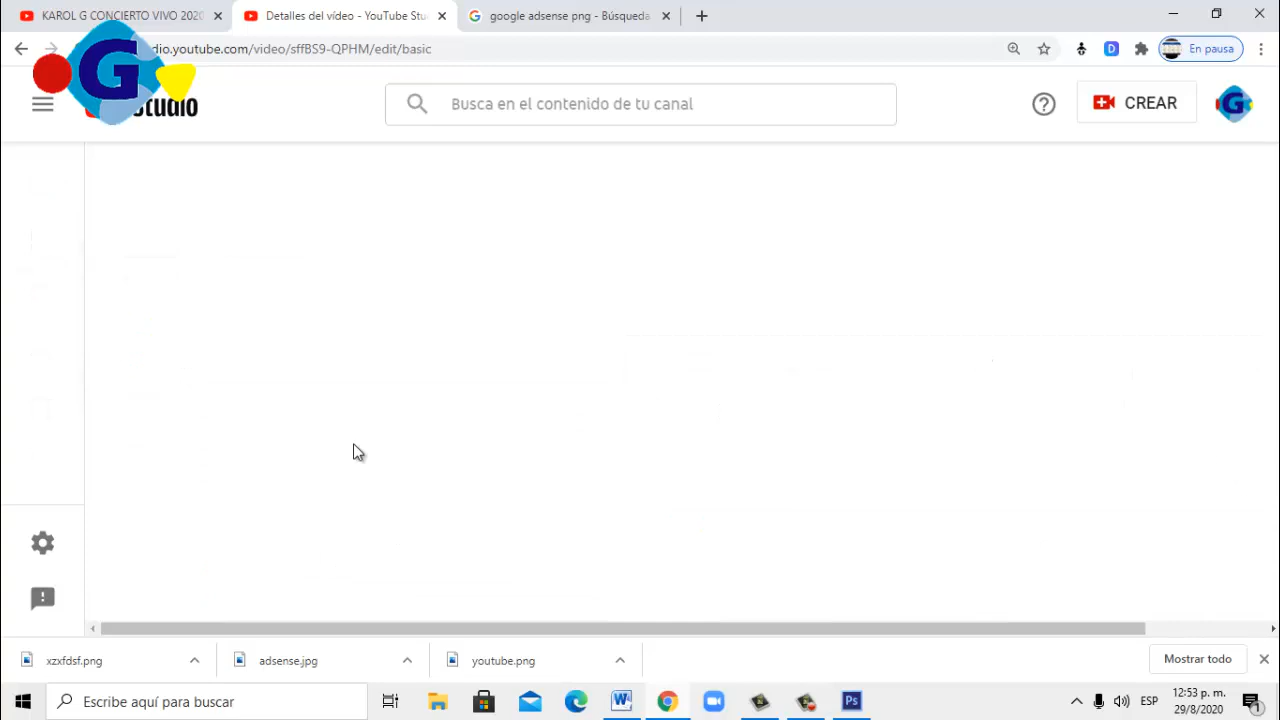 KAROL G CONCIERTO VIVO 2020
Detalles del vídeo - YouTube Stu
google adsense png - Búsqueda
dio.youtube.com/video/sffBS9-QPHM/edit/basic
D
En pausa
G
Studio
Busca en el contenido de tu canal
CREAR
G
xzxfdsf.png
adsense.jpg
youtube.png
Mostrar todo
Escribe aquí para buscar
ESP
12:53 p. m.
29/8/2020
1